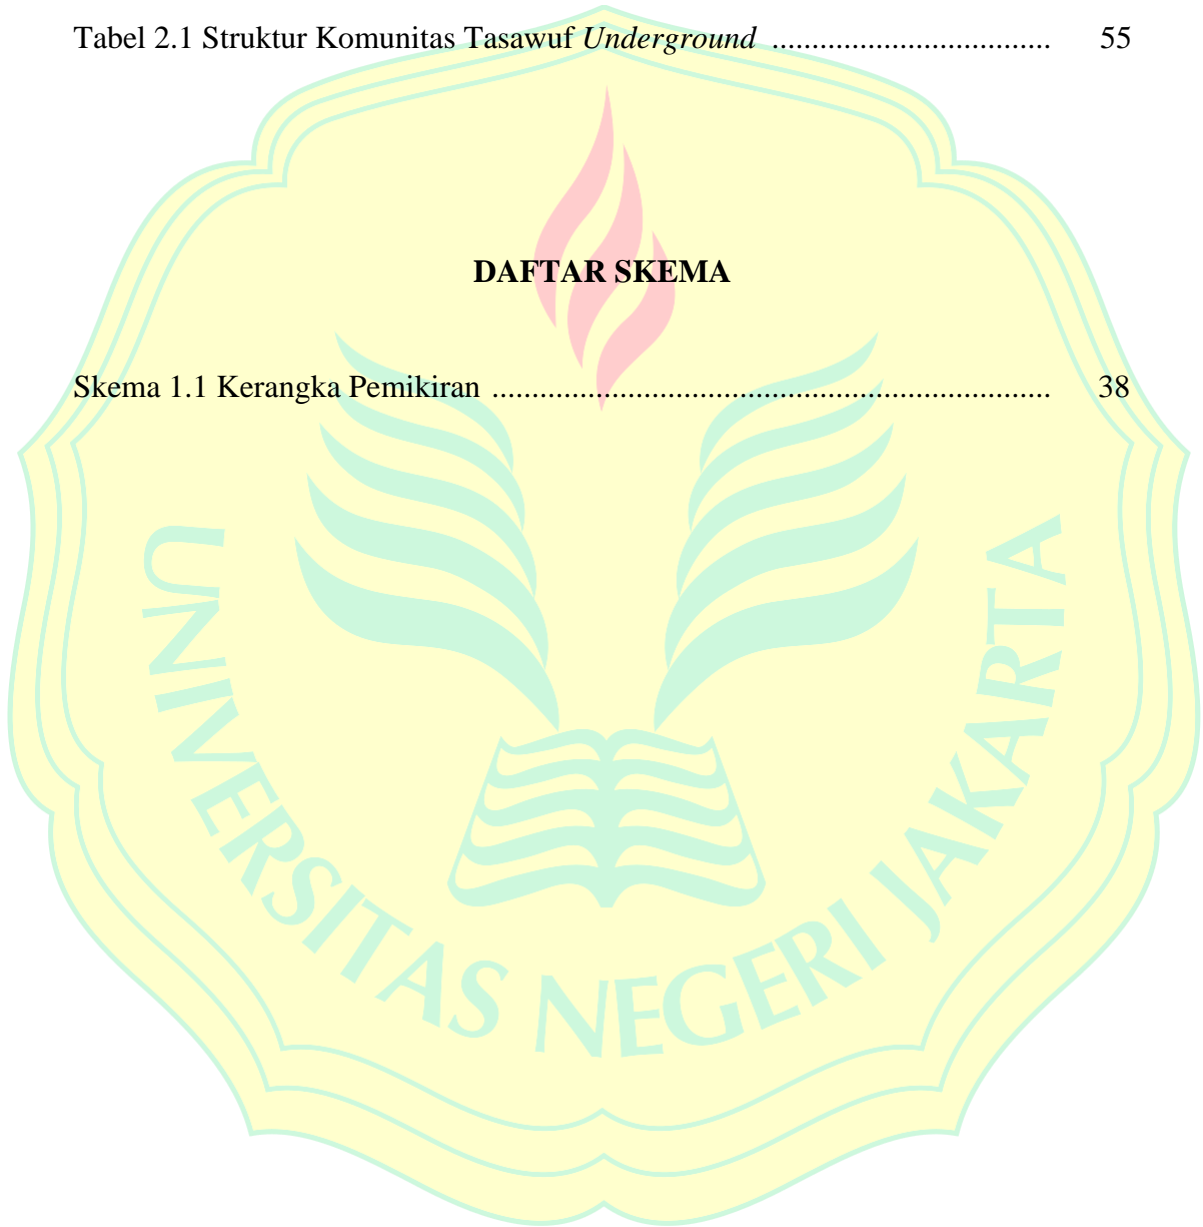 Tabel 2.1 Struktur Komunitas Tasawuf Underground ................................... 55
DAFTAR SKEMA
Skema 1.1 Kerangka Pemikiran ...................................................................... 38
UNIVERSITAS NEGERI JAKARTA